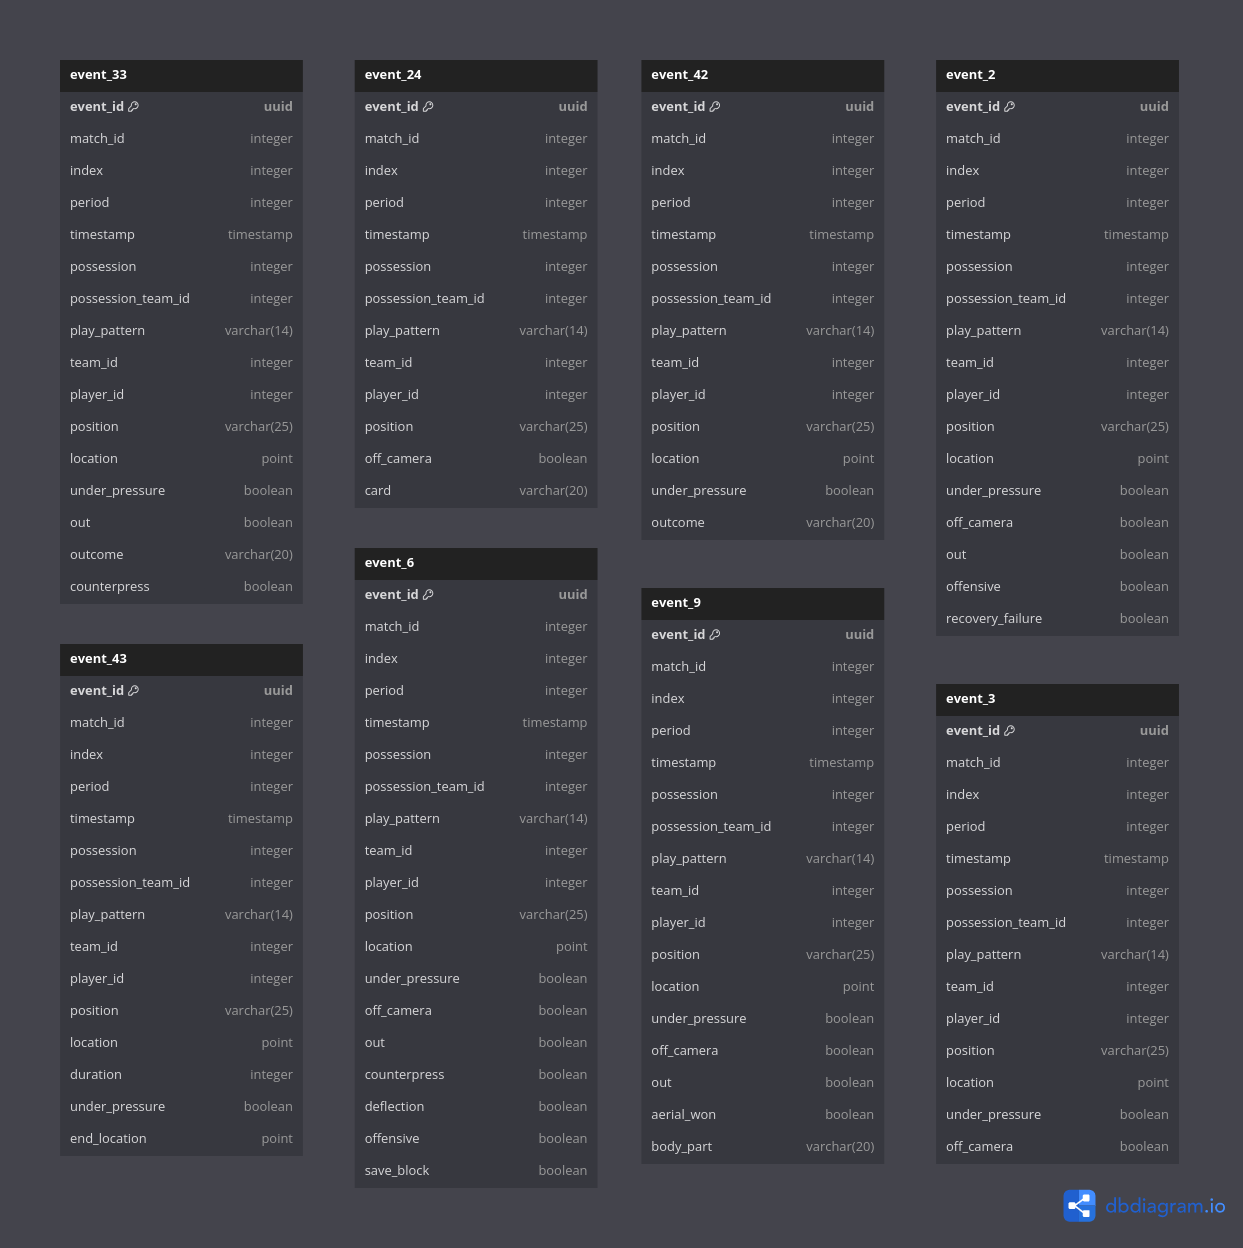 event_33
event_id uuid
match_id integer
index integer
period integer
timestamp timestamp
possession integer
possession_team_id integer
play_pattern varchar(14)
team_id integer
player_id integer
position varchar(25)
location point
under_pressure boolean
out boolean
outcome varchar(20)
counterpress boolean
event_43
event_id uuid
match_id integer
index integer
period integer
timestamp timestamp
possession integer
possession_team_id integer
play_pattern varchar(14)
team_id integer
player_id integer
position varchar(25)
location point
duration integer
under_pressure boolean
end_location point
event_24
event_id uuid
match_id integer
index integer
period integer
timestamp timestamp
possession integer
possession_team_id integer
play_pattern varchar(14)
team_id integer
player_id integer
position varchar(25)
off_camera boolean
card varchar(20)
event_6
event_id uuid
match_id integer
index integer
period integer
timestamp timestamp
possession integer
possession_team_id integer
play_pattern varchar(14)
team_id integer
player_id integer
position varchar(25)
location point
under_pressure boolean
off_camera boolean
out boolean
counterpress boolean
deflection boolean
offensive boolean
save_block boolean
event_42
event_id uuid
match_id integer
index integer
period integer
timestamp timestamp
possession integer
possession_team_id integer
play_pattern varchar(14)
team_id integer
player_id integer
position varchar(25)
location point
under_pressure boolean
outcome varchar(20)
event_9
event_id uuid
match_id integer
index integer
period integer
timestamp timestamp
possession integer
possession_team_id integer
play_pattern varchar(14)
team_id integer
player_id integer
position varchar(25)
location point
under_pressure boolean
off_camera boolean
out boolean
aerial_won boolean
body_part varchar(20)
event_2
event_id uuid
match_id integer
index integer
period integer
timestamp timestamp
possession integer
possession_team_id integer
play_pattern varchar(14)
team_id integer
player_id integer
position varchar(25)
location point
under_pressure boolean
off_camera boolean
out boolean
offensive boolean
recovery_failure boolean
event_3
event_id uuid
match_id integer
index integer
period integer
timestamp timestamp
possession integer
possession_team_id integer
play_pattern varchar(14)
team_id integer
player_id integer
position varchar(25)
location point
under_pressure boolean
off_camera boolean
dbdiagram.io